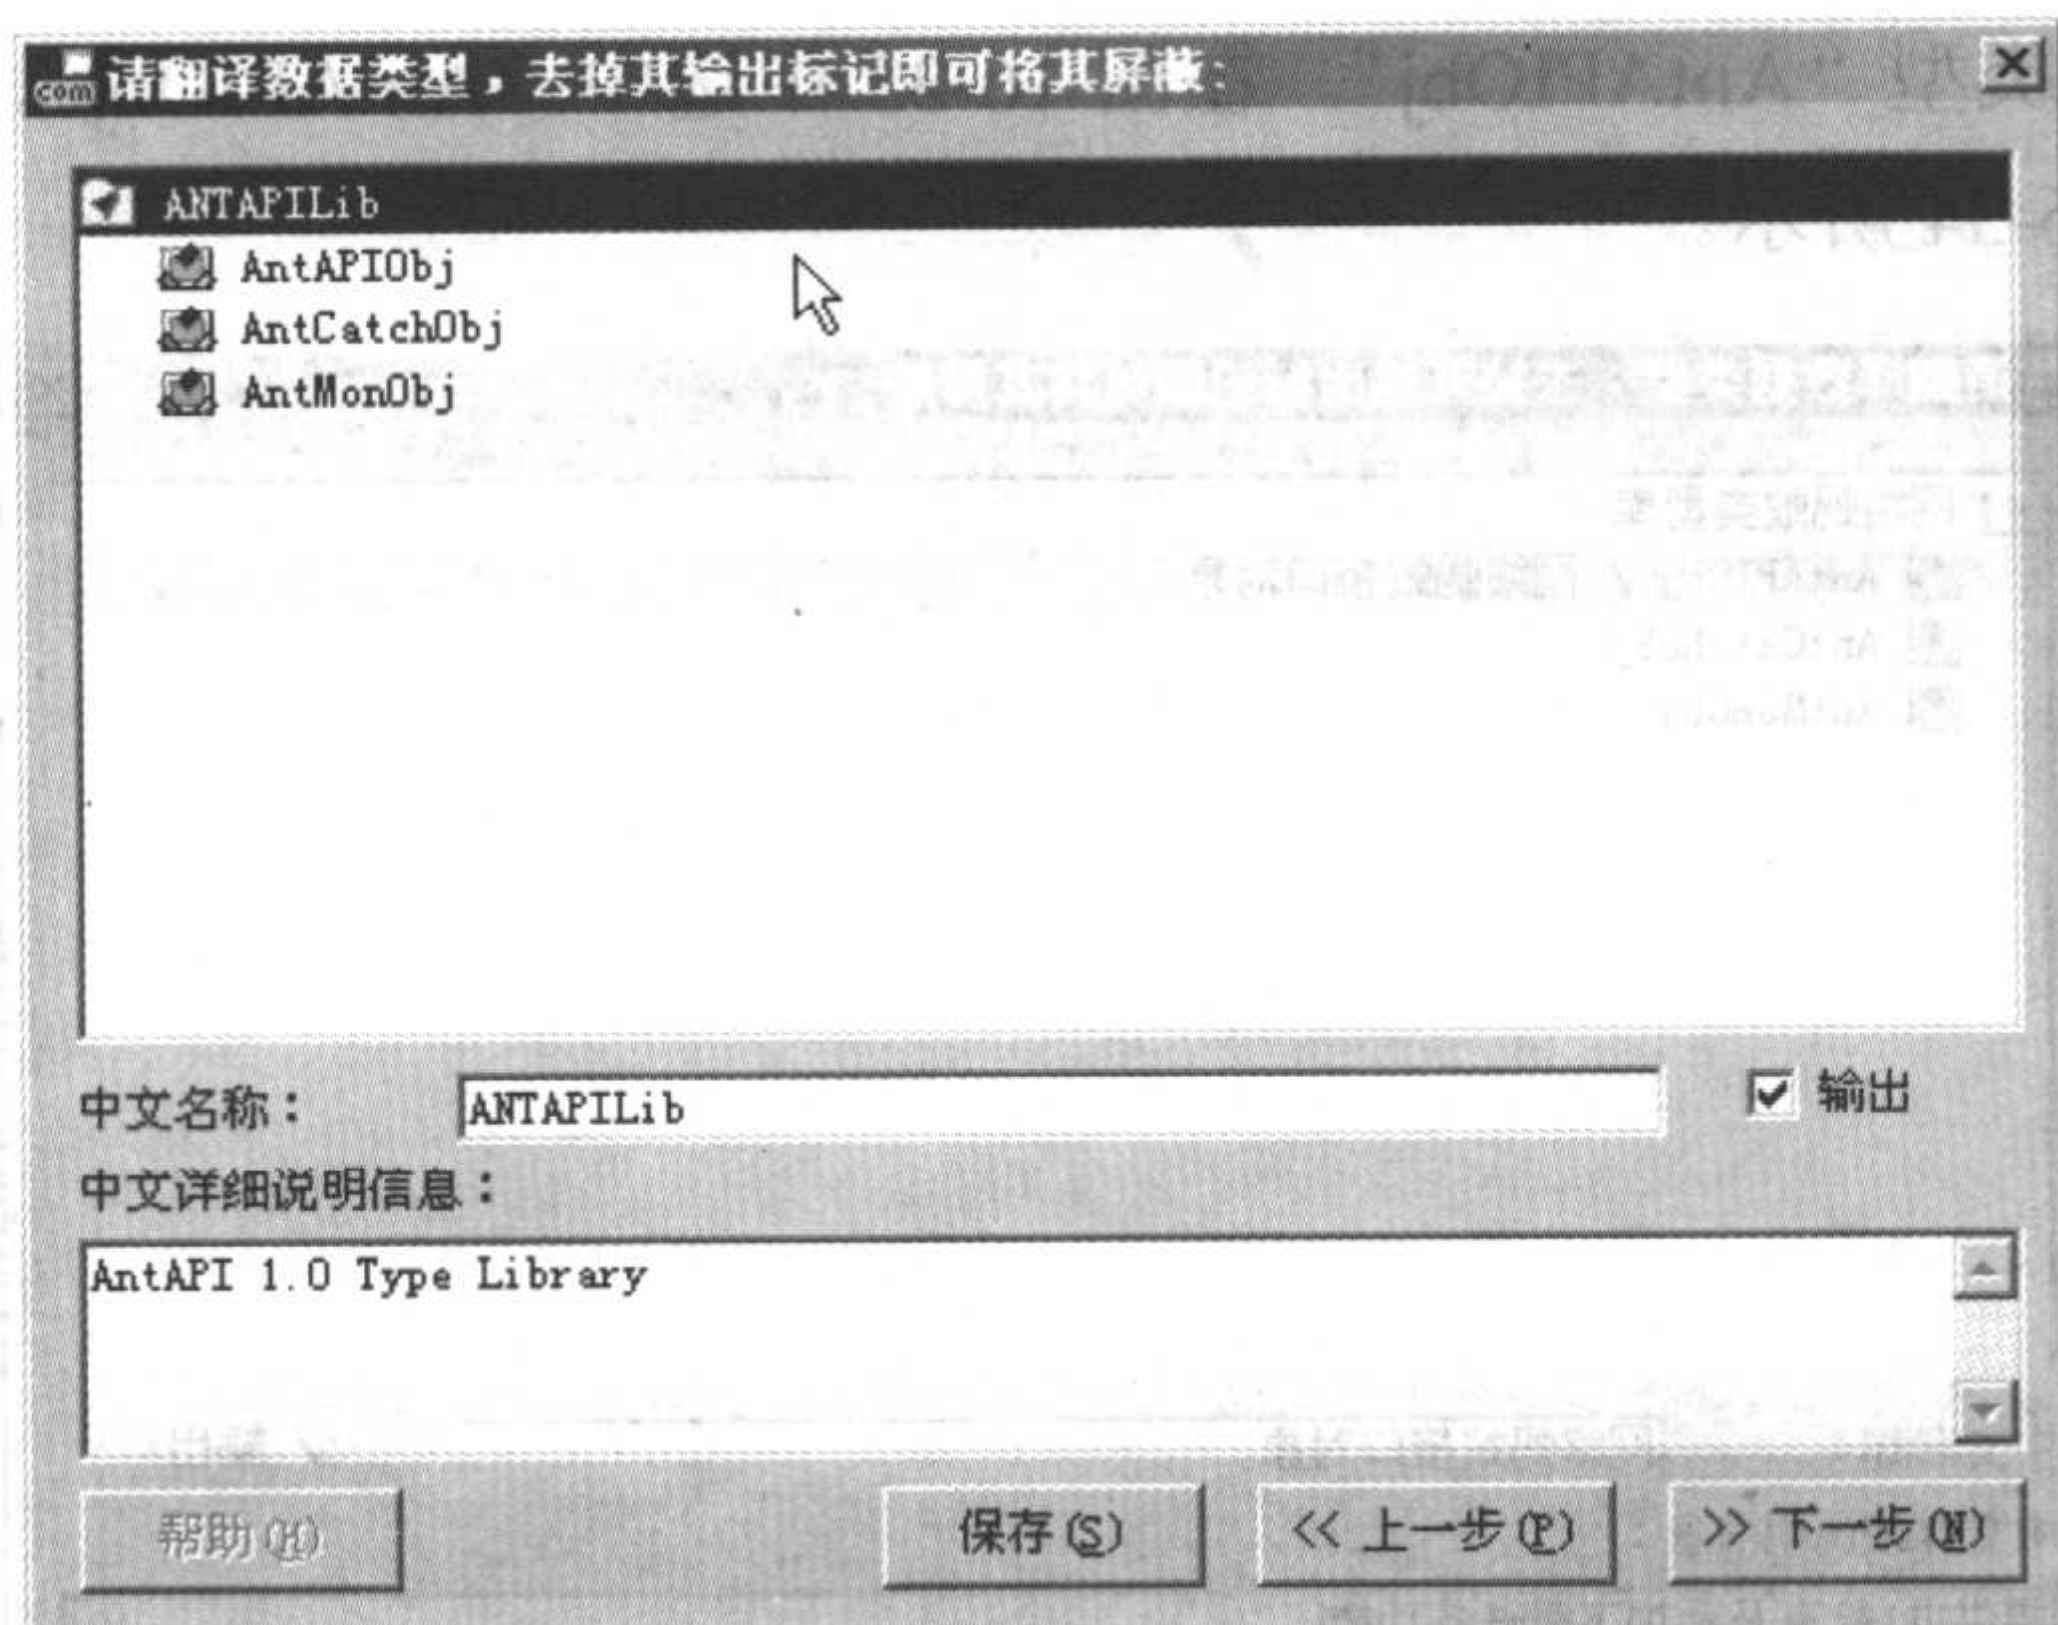 com 请翻译数据类型，去掉其输出标记即可将其屏蔽：
ANTAPILib
AntAPIObj
AntCatchObj
AntMonObj
中文名称： ANTAPILib 输出
中文详细说明信息：
AntAPI 1.0 Type Library
帮助(H) 保存(S) << 上一步(P) >> 下一步(N)